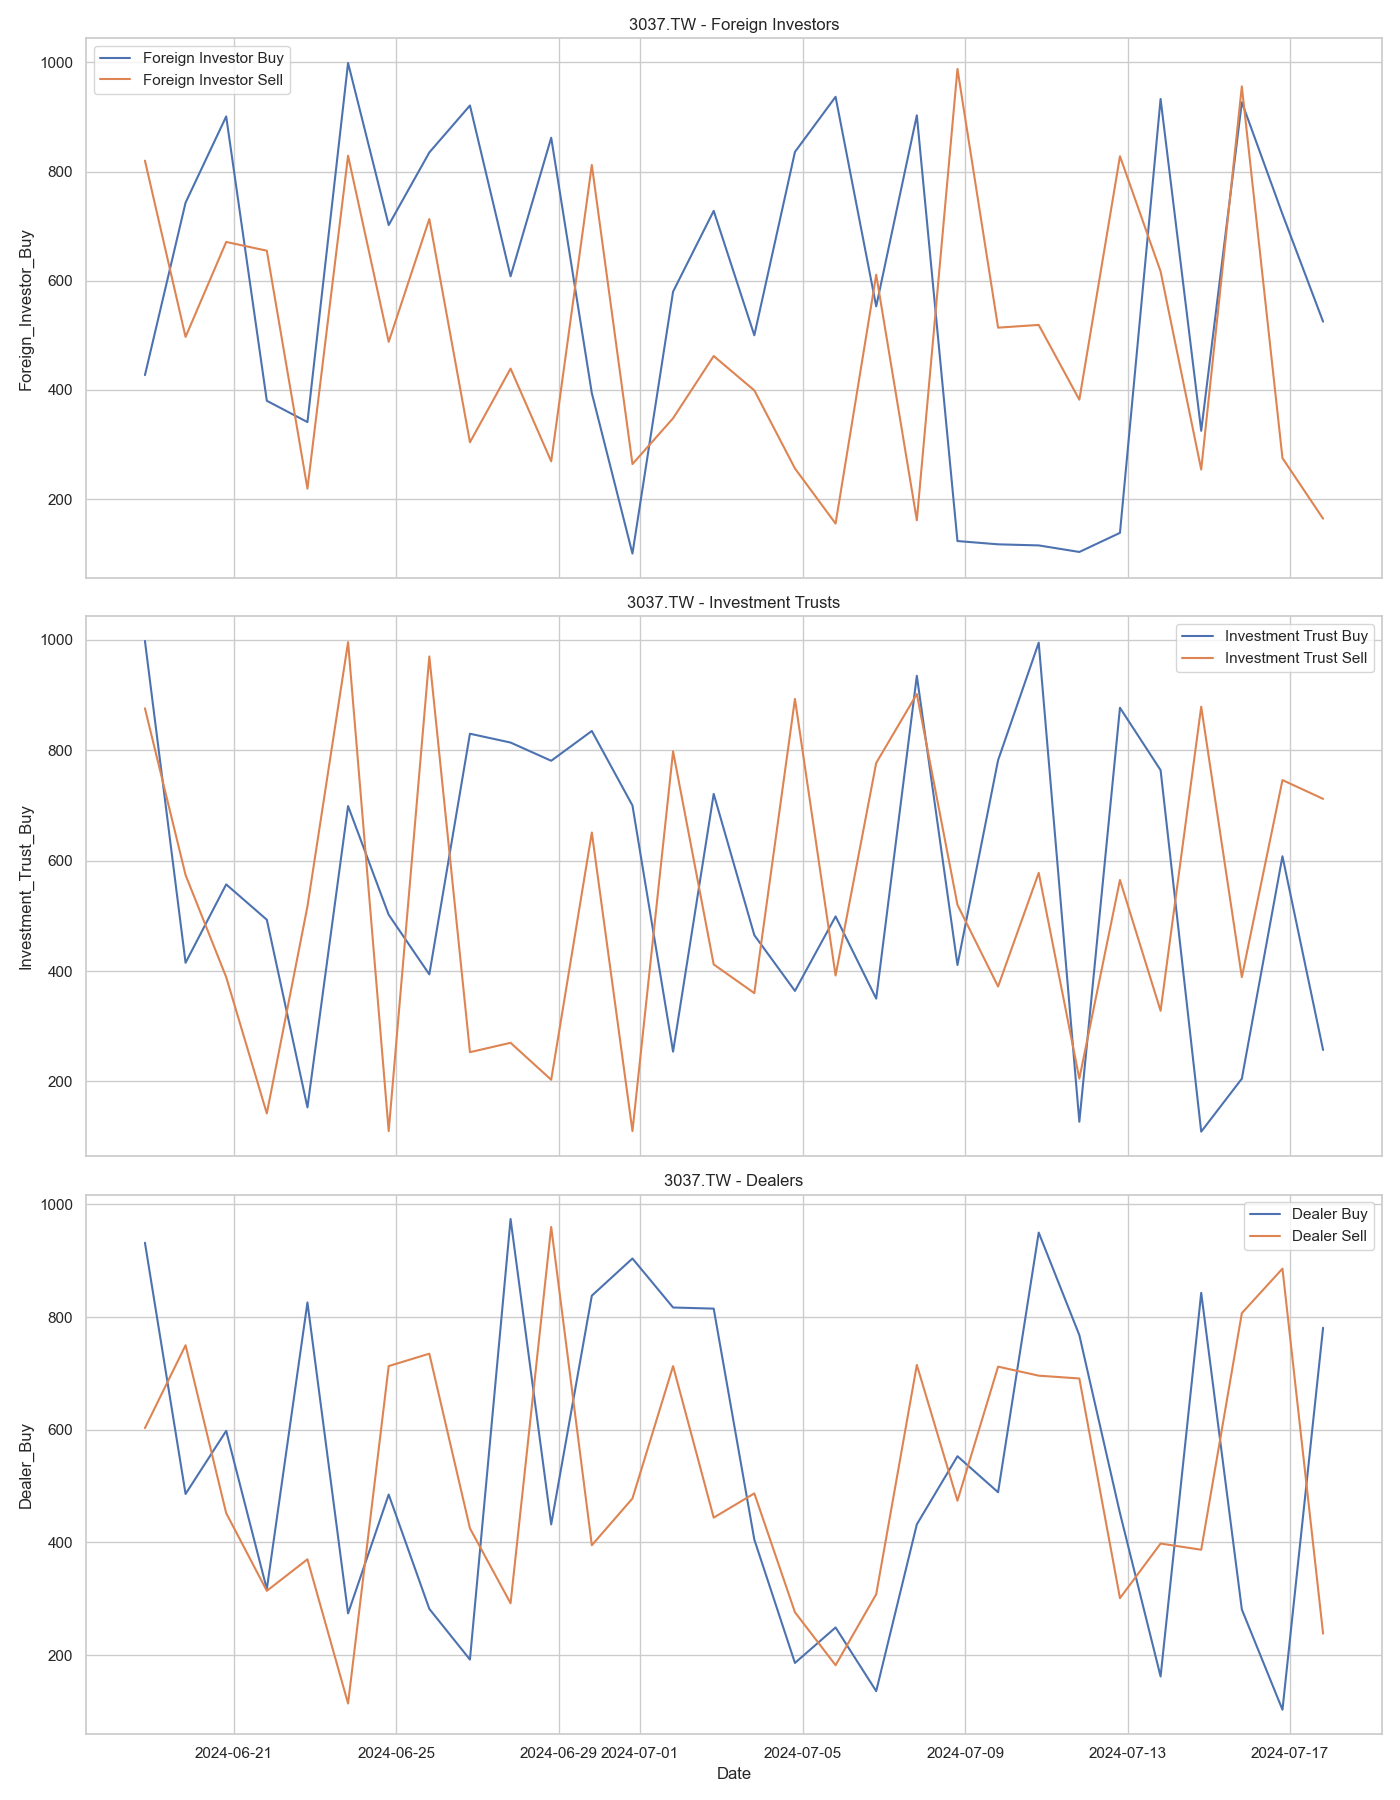 3037.TW - Foreign Investors
Foreign Investor Buy
Foreign Investor Sell
Foreign_Investor_Buy
1000
800
600
400
200
3037.TW - Investment Trusts
Investment Trust Buy
Investment Trust Sell
Investment_Trust_Buy
1000
800
600
400
200
3037.TW - Dealers
Dealer Buy
Dealer Sell
Dealer_Buy
1000
800
600
400
200
2024-06-21 2024-06-25 2024-06-29 2024-07-01 2024-07-05 2024-07-09 2024-07-13 2024-07-17
Date